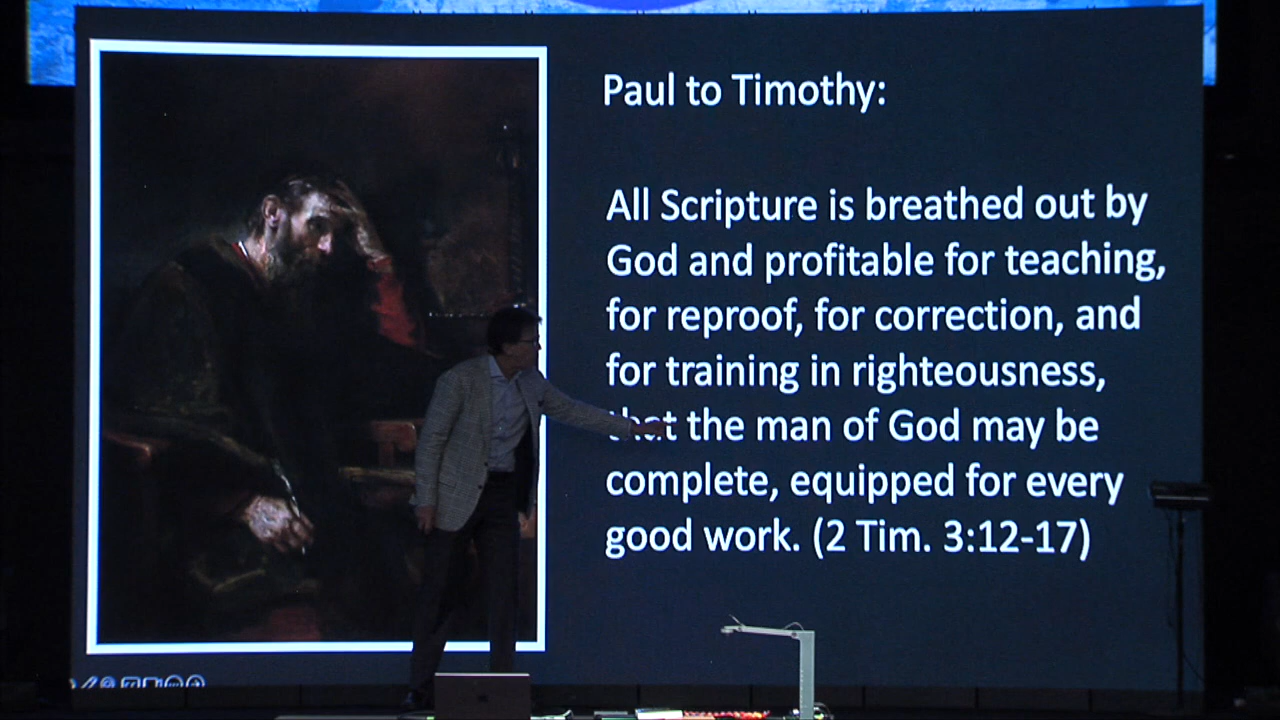 Paul to Timothy:
All Scripture is breathed out by
God and profitable for teaching,
for reproof, for correction, and
for training in righteousness,
that the man of God may be
complete, equipped for every
good work. (2 Tim. 3:12-17)